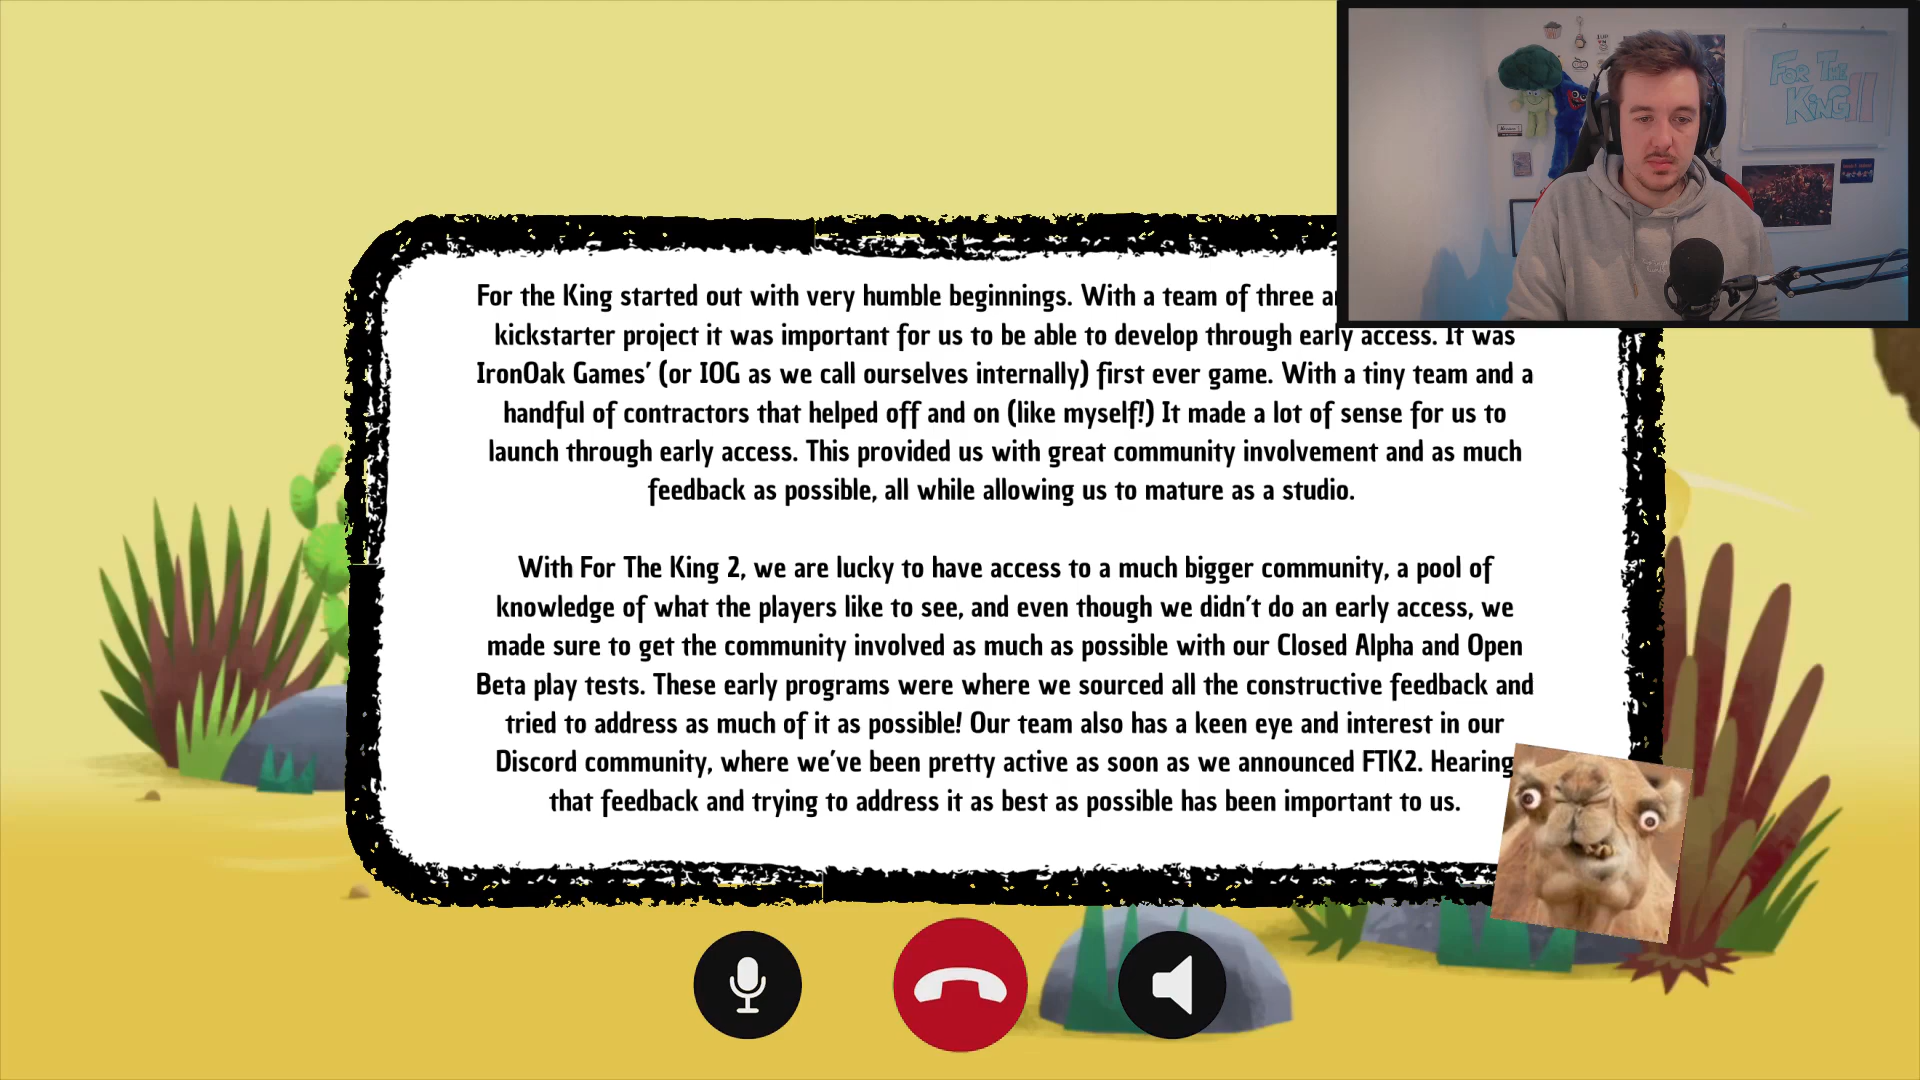 FOR THE
KING II
For the King started out with very humble beginnings. With a team of three
kickstarter project it was important for us to be able to develop through early access. It was
IronOak Games' (or IOG as we call ourselves internally) first ever game. With a tiny team and a
handful of contractors that helped off and on (like myself!) It made a lot of sense for us to
launch through early access. This provided us with great community involvement and as much
feedback as possible, all while allowing us to mature as a studio.
With For The King 2, we are lucky to have access to a much bigger community, a pool of
knowledge of what the players like to see, and even though we didn't do an early access, we
made sure to get the community involved as much as possible with our Closed Alpha and Open
Beta play tests. These early programs were where we sourced all the constructive feedback and
tried to address as much of it as possible! Our team also has a keen eye and interest in our
Discord community, where we've been pretty active as soon as we announced FTK2. Hearing
that feedback and trying to address it as best as possible has been important to us.